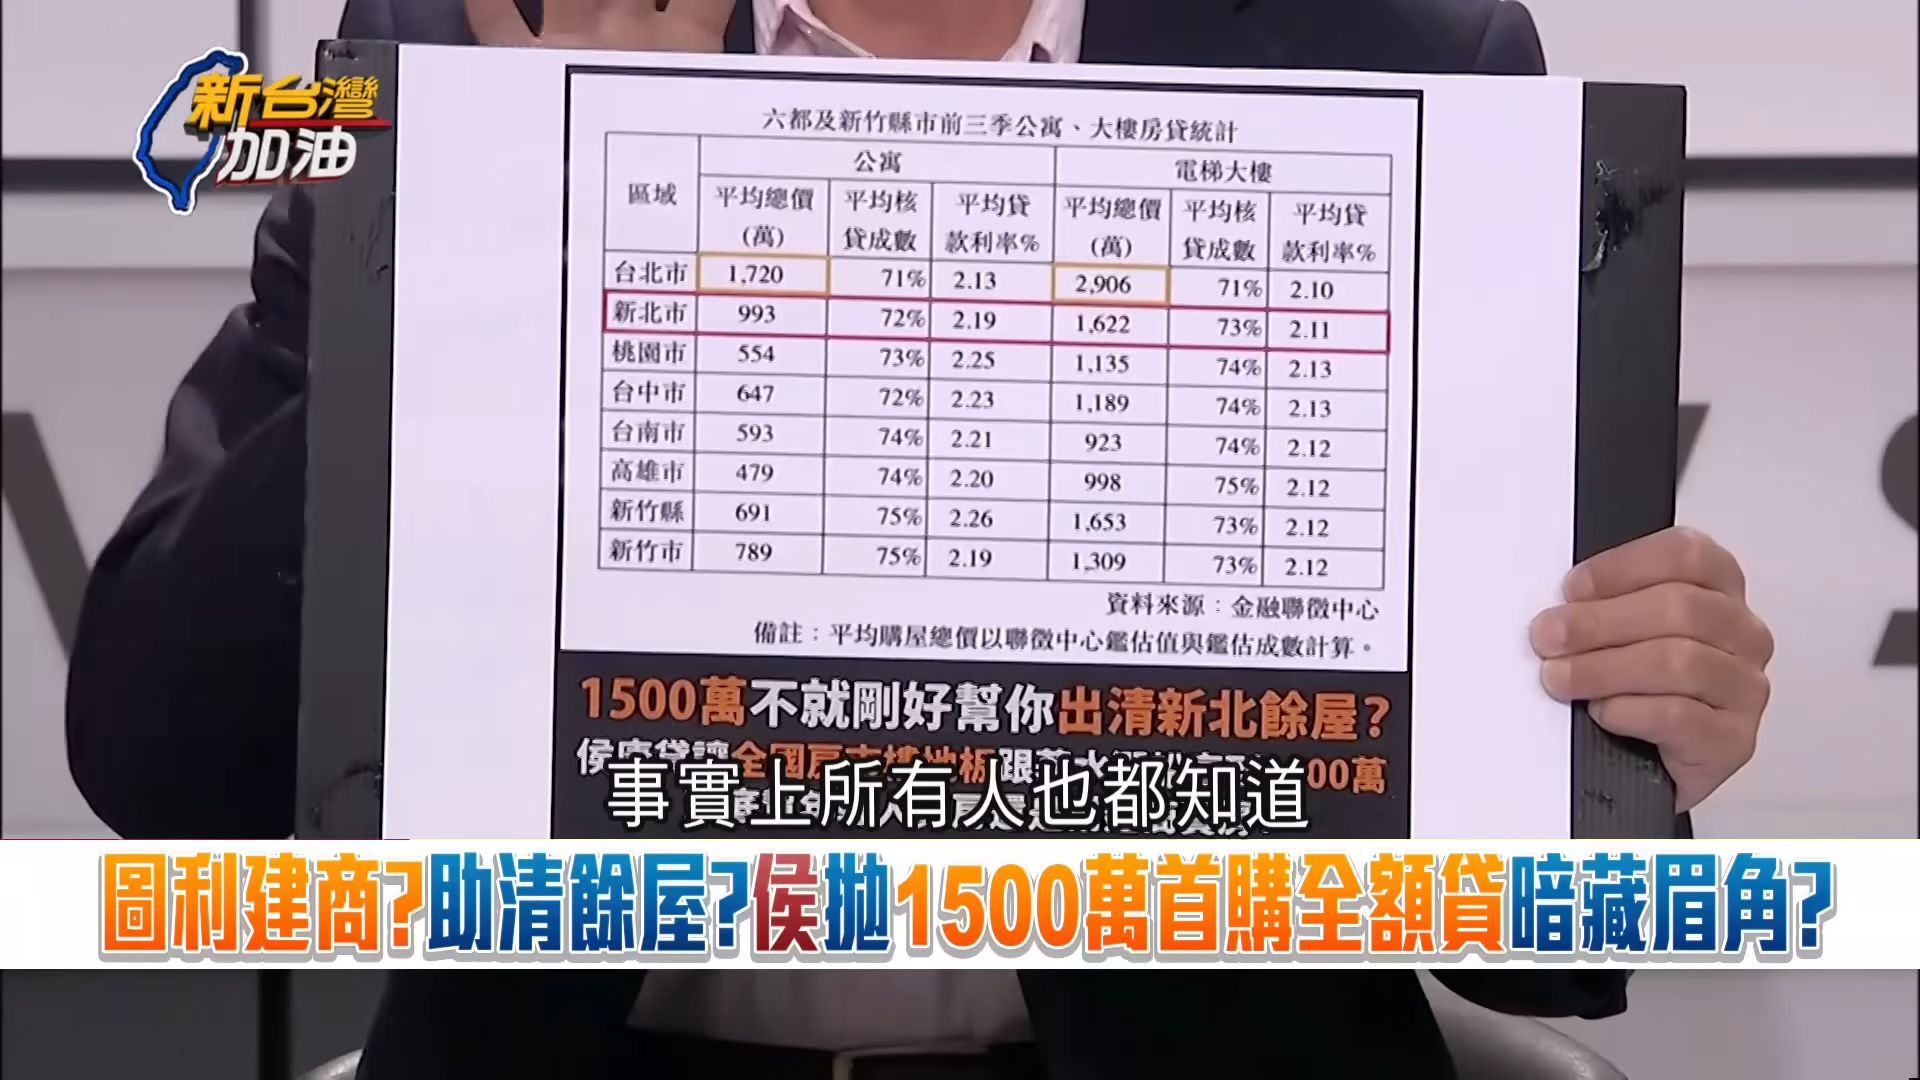 新台灣
加油
六都及新竹縣市前三季公寓、大樓房貸統計
區域 公寓 電梯大樓
平均總價(萬) 平均核貸成數 平均貸款利率% 平均總價(萬) 平均核貸成數 平均貸款利率%
台北市 1,720 71% 2.13 2,906 71% 2.10
新北市 993 72% 2.19 1,622 73% 2.11
桃園市 554 73% 2.25 1,135 74% 2.13
台中市 647 72% 2.23 1,189 74% 2.13
台南市 593 74% 2.21 923 74% 2.12
高雄市 479 74% 2.20 998 75% 2.12
新竹縣 691 75% 2.26 1,653 73% 2.12
新竹市 789 75% 2.19 1,309 73% 2.12
資料來源：金融聯徵中心
備註：平均購屋總價以聯徵中心鑑估值與鑑估成數計算。
1500萬不就剛好幫你出清新北餘屋?
全國房市 地板跟 00萬
事實上所有人也都知道
圖利建商?助清餘屋?侯拋1500萬首購全額貸暗藏眉角?